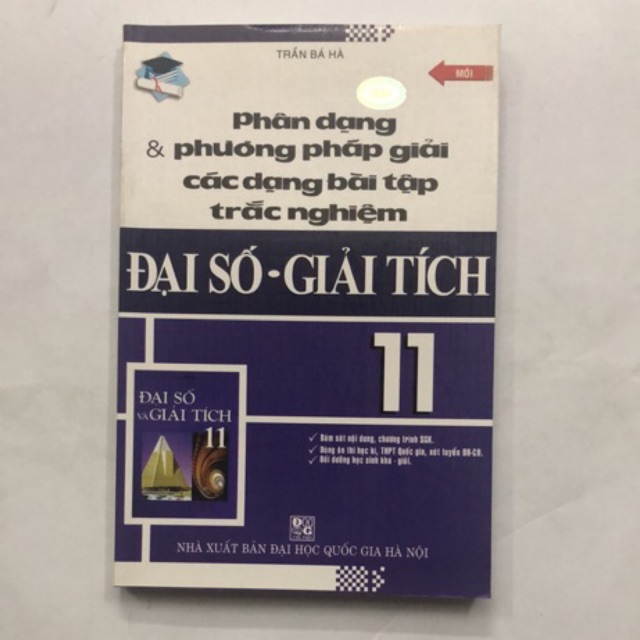 TRẦN BÁ HÀ
MỚI
Phân dạng
& phương pháp giải
các dạng bài tập
trắc nghiệm
ĐẠI SỐ - GIẢI TÍCH
11
ĐẠI SỐ
VÀ GIẢI TÍCH
11
✓ Bám sát nội dung, chương trình SGK.
✓ Dùng ôn thi học kì, THPT Quốc gia, xét tuyển ĐH-CĐ.
✓ Bồi dưỡng học sinh khá - giỏi.
NHÀ XUẤT BẢN ĐẠI HỌC QUỐC GIA HÀ NỘI